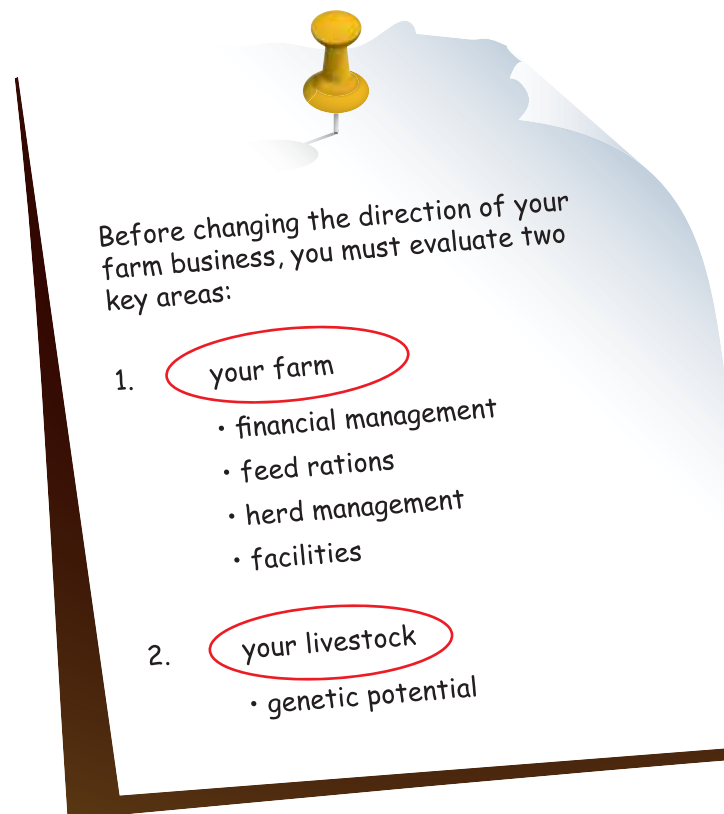 Before changing the direction of your
farm business, you must evaluate two
key areas:
1. your farm
• financial management
• feed rations
• herd management
• facilities
2. your livestock
• genetic potential